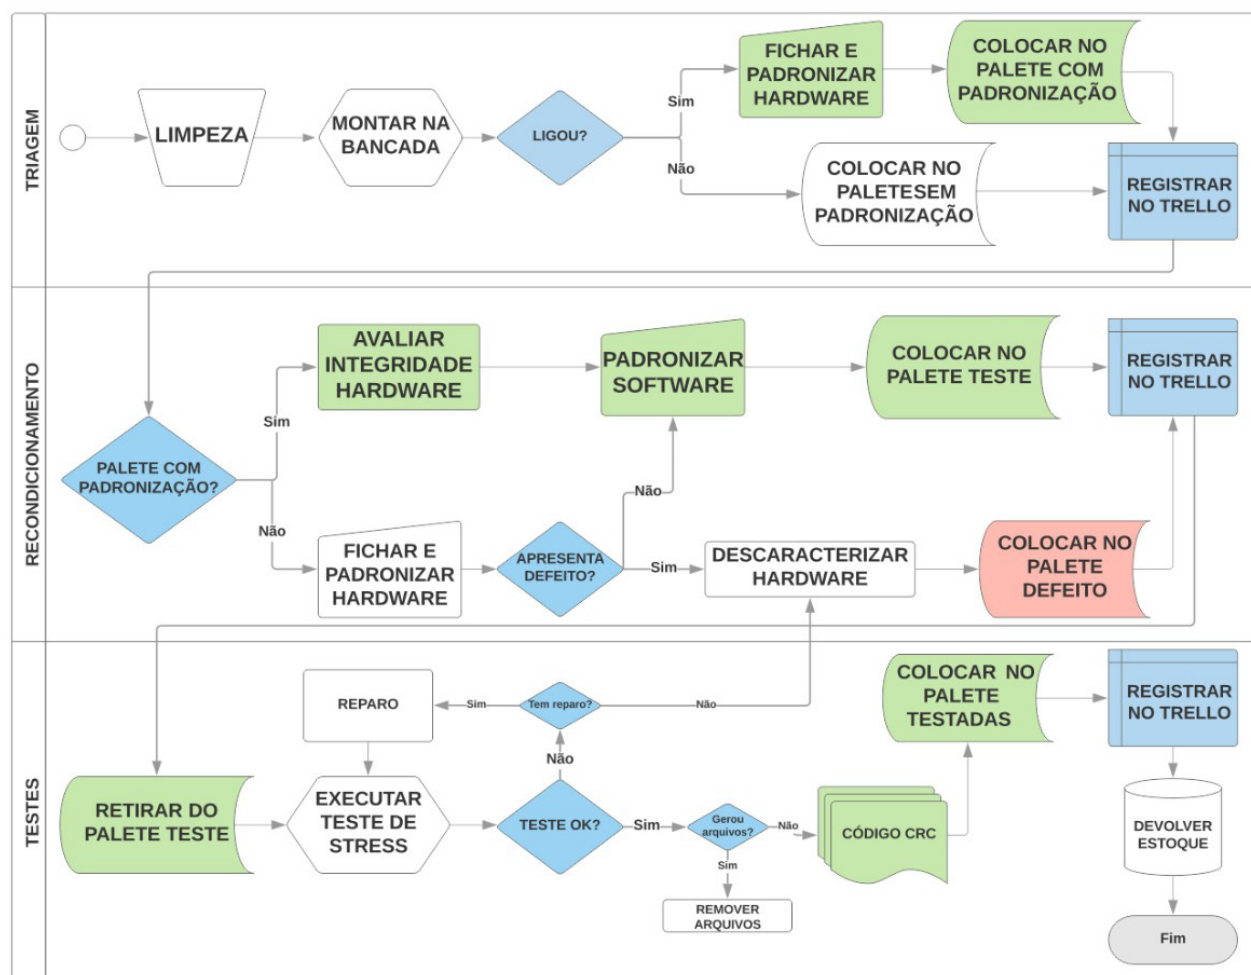 TRIAGEM
LIMPEZA
MONTAR NA
BANCADA
LIGOU?
Sim
FICHAR E
PADRONIZAR
HARDWARE
COLOCAR NO
PALETE COM
PADRONIZAÇÃO
Não
COLOCAR NO
PALETESEM
PADRONIZAÇÃO
REGISTRAR
NO TRELLO
RECONDICIONAMENTO
PALETE COM
PADRONIZAÇÃO?
Sim
AVALIAR
INTEGRIDADE
HARDWARE
PADRONIZAR
SOFTWARE
COLOCAR NO
PALETE TESTE
REGISTRAR
NO TRELLO
Não
FICHAR E
PADRONIZAR
HARDWARE
APRESENTA
DEFEITO?
Não
Sim
DESCARACTERIZAR
HARDWARE
COLOCAR NO
PALETE
DEFEITO
TESTES
RETIRAR DO
PALETE TESTE
REPARO
EXECUTAR
TESTE DE
STRESS
Sim
Tem reparo?
Não
Não
TESTE OK?
Sim
Gerou
arquivos?
Não
Sim
REMOVER
ARQUIVOS
CÓDIGO CRC
COLOCAR NO
PALETE
TESTADAS
REGISTRAR
NO TRELLO
DEVOLVER
ESTOQUE
Fim